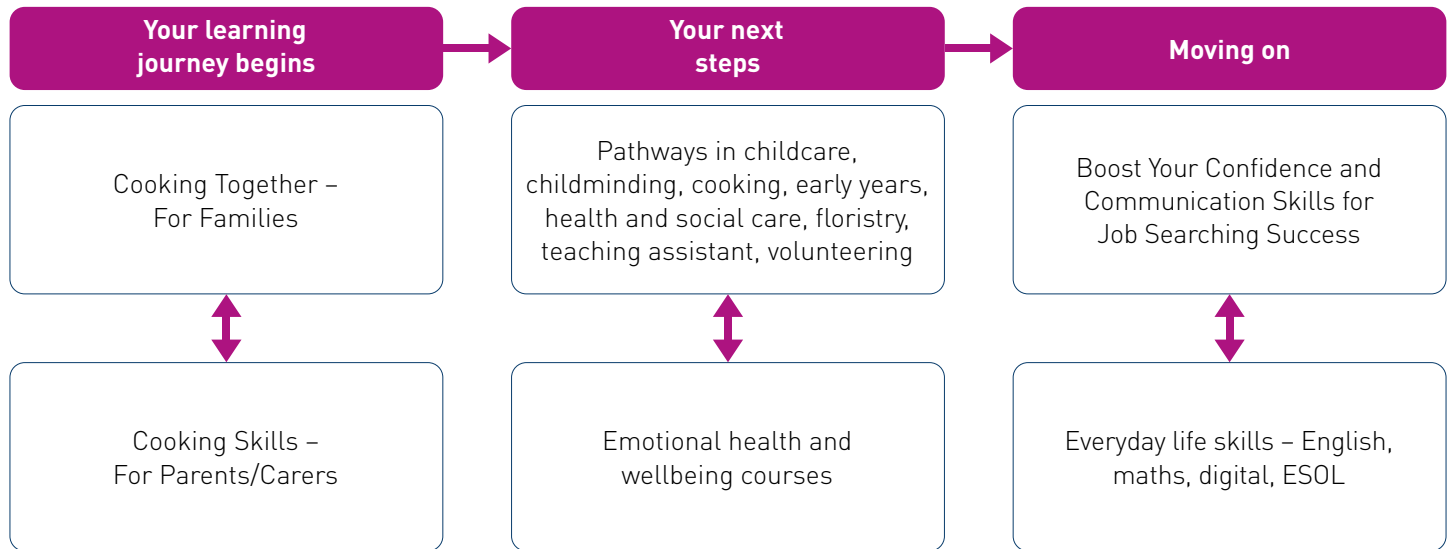 Your learning
journey begins
Your next
steps
Moving on
Cooking Together –
For Families
Pathways in childcare,
childminding, cooking, early years,
health and social care, floristry,
teaching assistant, volunteering
Boost Your Confidence and
Communication Skills for
Job Searching Success
Cooking Skills –
For Parents/Carers
Emotional health and
wellbeing courses
Everyday life skills – English,
maths, digital, ESOL